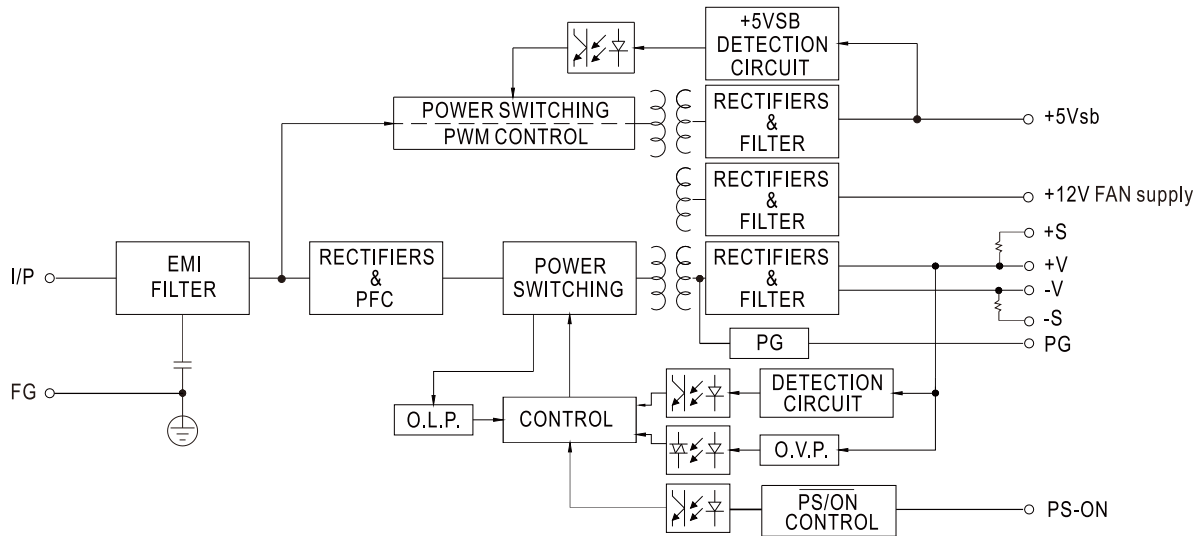 +5VSB
DETECTION
CIRCUIT
POWER SWITCHING
PWM CONTROL
RECTIFIERS
&
FILTER
+5Vsb
RECTIFIERS
&
FILTER
+12V FAN supply
I/P
EMI
FILTER
RECTIFIERS
&
PFC
POWER
SWITCHING
RECTIFIERS
&
FILTER
+S
+V
-V
-S
PG
PG
FG
O.L.P.
CONTROL
DETECTION
CIRCUIT
O.V.P.
PS/ON
CONTROL
PS-ON